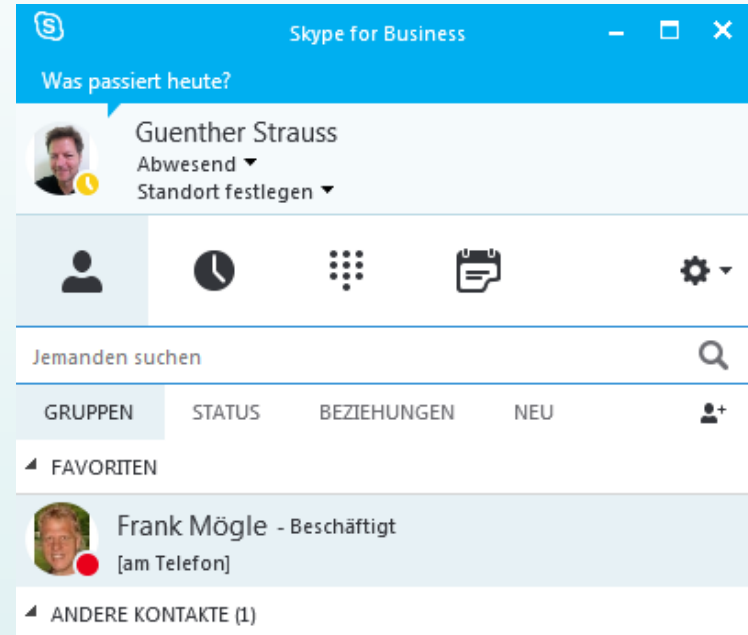 Skype for Business
Was passiert heute?
Guenther Strauss
Abwesend
Standort festlegen
Jemanden suchen
GRUPPEN STATUS BEZIEHUNGEN NEU
FAVORITEN
Frank Mögle - Beschäftigt
[am Telefon]
ANDERE KONTAKTE (1)